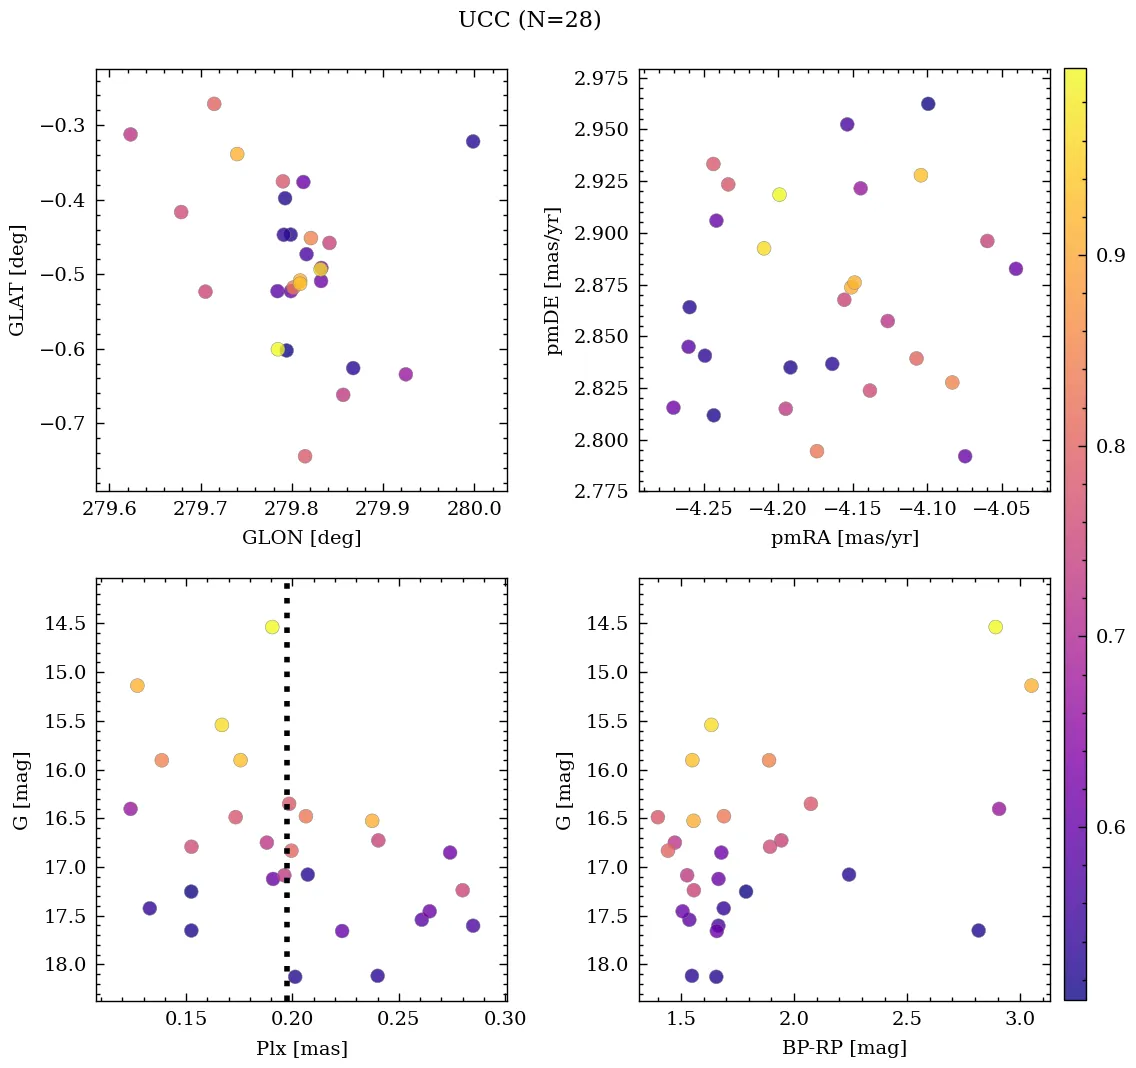 UCC (N=28)
−0.3
−0.4
−0.5
−0.6
−0.7
GLAT [deg]
279.6 279.7 279.8 279.9 280.0
GLON [deg]
2.975
2.950
2.925
2.900
2.875
2.850
2.825
2.800
2.775
pmDE [mas/yr]
−4.25 −4.20 −4.15 −4.10 −4.05
pmRA [mas/yr]
14.5
15.0
15.5
16.0
16.5
17.0
17.5
18.0
G [mag]
0.15 0.20 0.25 0.30
Plx [mas]
14.5
15.0
15.5
16.0
16.5
17.0
17.5
18.0
G [mag]
1.5 2.0 2.5 3.0
BP-RP [mag]
0.9
0.8
0.7
0.6